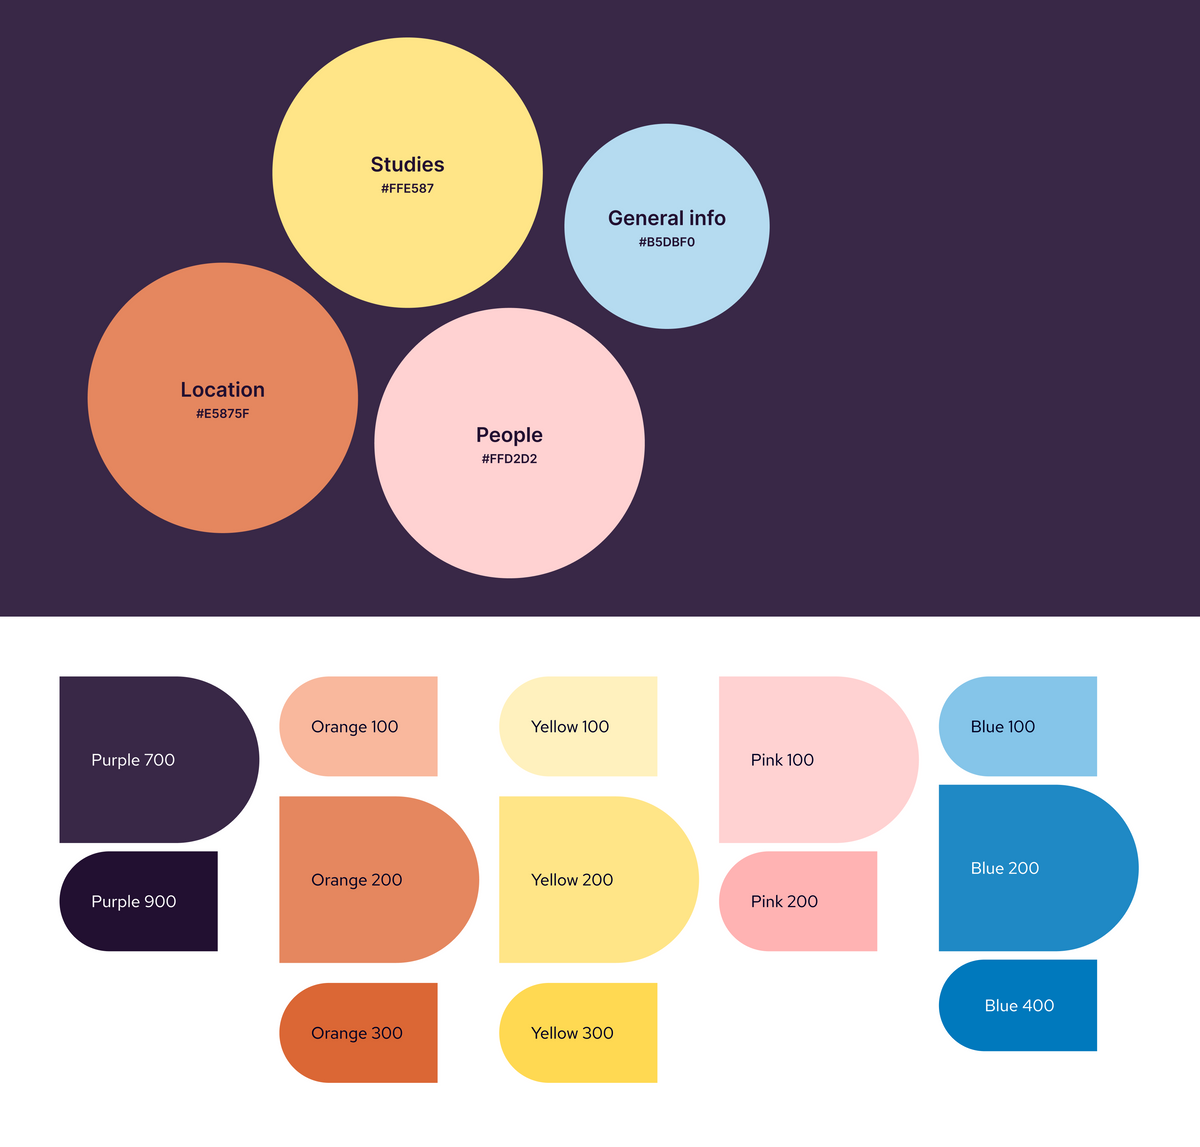 Studies
#FFE587
General info
#B5DBF0
Location
#E5875F
People
#FFD2D2
Purple 700
Purple 900
Orange 100
Orange 200
Orange 300
Yellow 100
Yellow 200
Yellow 300
Pink 100
Pink 200
Blue 100
Blue 200
Blue 400